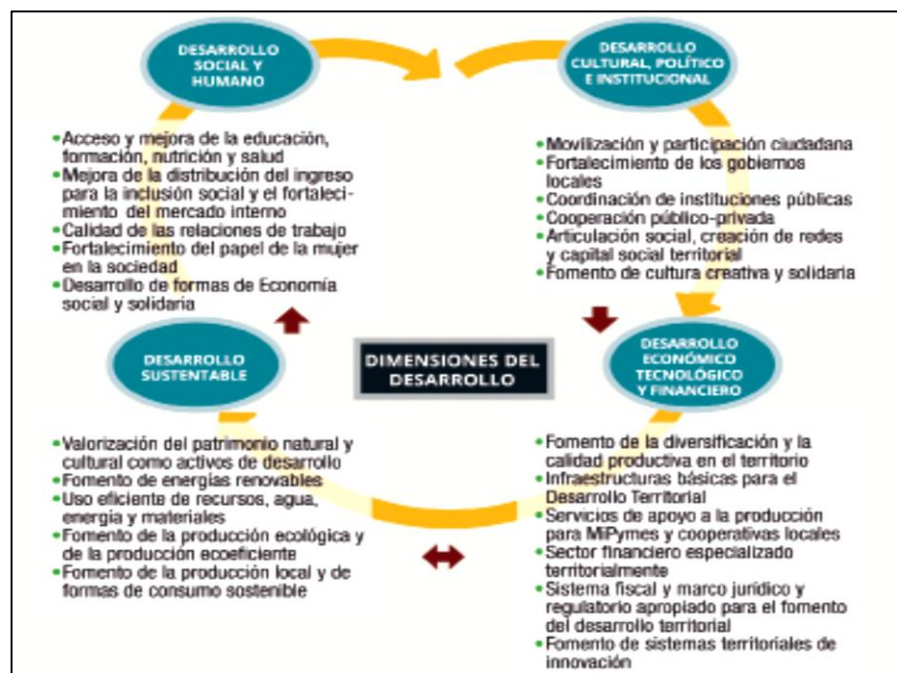 DESARROLLO
SOCIAL Y
HUMANO
•Acceso y mejora de la educación,
formación, nutrición y salud
•Mejora de la distribución del ingreso
para la inclusión social y el fortaleci-
miento del mercado interno
•Calidad de las relaciones de trabajo
•Fortalecimiento del papel de la mujer
en la sociedad
•Desarrollo de formas de Economía
social y solidaria
DESARROLLO
CULTURAL, POLÍTICO
E INSTITUCIONAL
•Movilización y participación ciudadana
•Fortalecimiento de los gobiernos
locales
•Coordinación de instituciones públicas
•Cooperación público-privada
•Articulación social, creación de redes
y capital social territorial
•Fomento de cultura creativa y solidaria
DIMENSIONES DEL
DESARROLLO
DESARROLLO
SUSTENTABLE
•Valorización del patrimonio natural y
cultural como activos de desarrollo
•Fomento de energías renovables
•Uso eficiente de recursos, agua,
energía y materiales
•Fomento de la producción ecológica y
de la producción ecoeficiente
•Fomento de la producción local y de
formas de consumo sostenible
DESARROLLO
ECONÓMICO
TECNOLÓGICO
Y FINANCIERO
•Fomento de la diversificación y la
calidad productiva en el territorio
•Infraestructuras básicas para el
Desarrollo Territorial
•Servicios de apoyo a la producción
para MiPymes y cooperativas locales
•Sector financiero especializado
territorialmente
•Sistema fiscal y marco jurídico y
regulatorio apropiado para el fomento
del desarrollo territorial
•Fomento de sistemas territoriales de
innovación